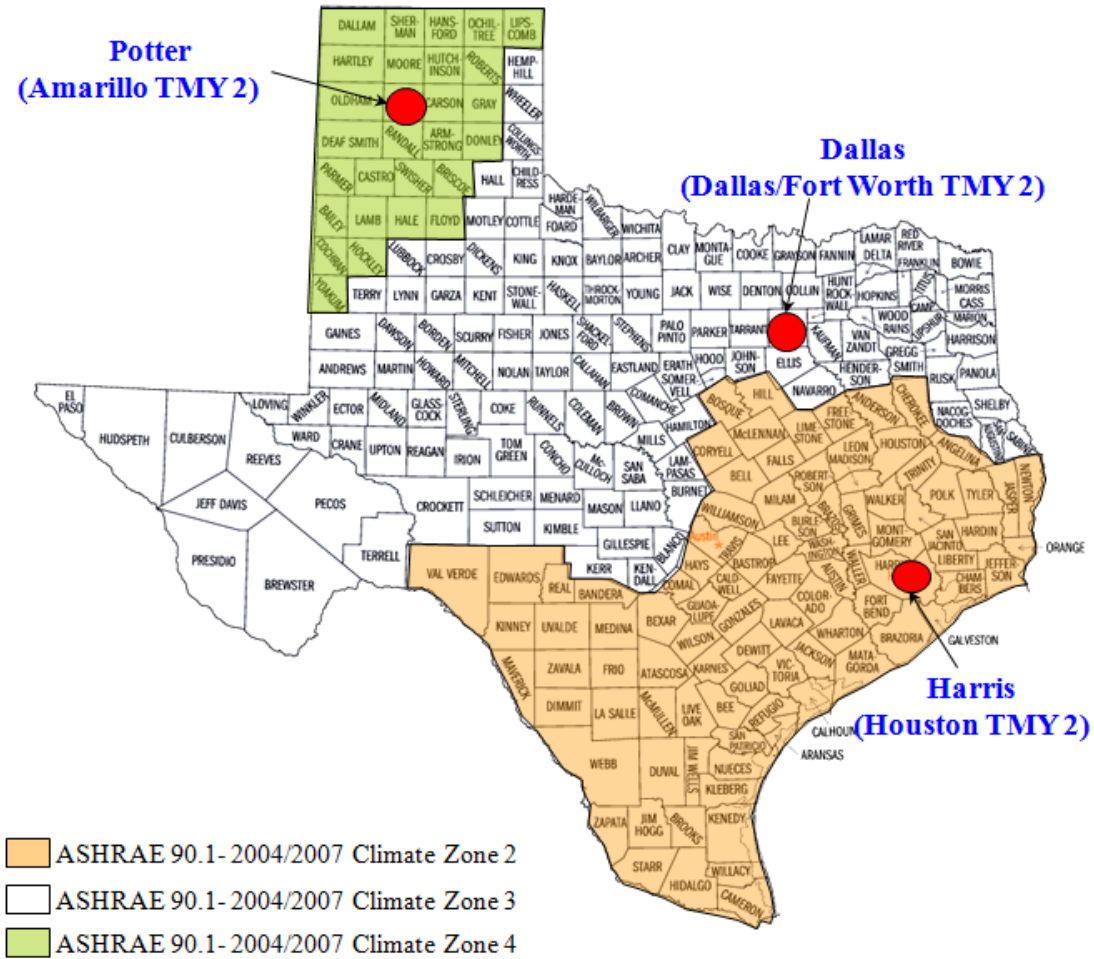 Potter
(Amarillo TMY 2)
Dallas
(Dallas/Fort Worth TMY 2)
Harris
(Houston TMY 2)
DALLAM
SHER-
MAN
HANS-
FORD
OCHIL-
TREE
LIPS-
COMB
HARTLEY
MOORE
HUTCH-
INSON
ROBERTS
HEMP-
HILL
OLDHAM
CARSON
GRAY
WHEELER
DEAF SMITH
RANDALL
ARM-
STRONG
DONLEY
COLLINGS-
WORTH
PARMER
CASTRO
SWISHER
BRISCOE
HALL
CHILD-
RESS
BAILEY
LAMB
HALE
FLOYD
MOTLEY
COTTLE
HARDE-
MAN
FOARD
WILBARGER
WICHITA
COCHRAN
HOCKLEY
LUBBOCK
CROSBY
DICKENS
KING
KNOX
BAYLOR
ARCHER
CLAY
MONTA-
GUE
COOKE
GRAYSON
FANNIN
LAMAR
DELTA
RED
RIVER
FRANKLIN
BOWIE
YOAKUM
TERRY
LYNN
GARZA
KENT
STONE-
WALL
HASKELL
THROCK-
MORTON
YOUNG
JACK
WISE
DENTON
COLLIN
HUNT
ROCK-
WALL
HOPKINS
TITUS
CAMP
MORRIS
CASS
MARION
GAINES
DAWSON
BORDEN
SCURRY
FISHER
JONES
SHACKEL-
FORD
STEPHENS
PALO
PINTO
PARKER
TARRANT
KAUFMAN
VAN
ZANDT
WOOD
RAINS
UPSHUR
HARRISON
GREGG
SMITH
ANDREWS
MARTIN
HOWARD
MITCHELL
NOLAN
TAYLOR
CALLAHAN
EASTLAND
ERATH
SOMER-
VELL
HOOD
JOHN-
SON
ELLIS
NAVARRO
HENDER-
SON
RUSK
PANOLA
EL
PASO
HUDSPETH
CULBERSON
LOVING
WINKLER
ECTOR
MIDLAND
GLASS-
COCK
STERLING
COKE
RUNNELS
COLEMAN
BROWN
COMANCHE
HAMILTON
BOSQUE
HILL
FREE-
STONE
ANDERSON
CHEROKEE
NACOG-
DOCHES
SHELBY
REEVES
WARD
CRANE
UPTON
REAGAN
IRION
TOM
GREEN
CONCHO
Mc-
CULLOCH
SAN
SABA
MILLS
LAM-
PASAS
CORYELL
McLENNAN
LIME-
STONE
LEON
MADISON
HOUSTON
ANGELINA
SAN
AUGUSTINE
SABINE
JEFF DAVIS
PECOS
CROCKETT
SCHLEICHER
MENARD
MASON
LLANO
BURNET
BELL
FALLS
ROBERT-
SON
TRINITY
POLK
TYLER
JASPER
NEWTON
PRESIDIO
BREWSTER
TERRELL
SUTTON
KIMBLE
GILLESPIE
BLANCO
WILLIAMSON
MILAM
BRAZOS
GRIMES
WALKER
SAN
JACINTO
HARDIN
ORANGE
VAL VERDE
EDWARDS
REAL
KERR
KEN-
DALL
BANDERA
COMAL
HAYS
Austin
TRAVIS
BASTROP
LEE
BURLE-
SON
WASH-
INGTON
WALLER
MONT-
GOMERY
LIBERTY
JEFFER-
SON
CHAM-
BERS
KINNEY
UVALDE
MEDINA
BEXAR
GUADA-
LUPE
CALD-
WELL
FAYETTE
AUSTIN
COLOR-
ADO
FORT
BEND
HARR
BRAZORIA
GALVESTON
MAVERICK
ZAVALA
FRIO
ATASCOSA
WILSON
GONZALES
KARNES
DEWITT
LAVACA
JACKSON
WHARTON
MATA-
GORDA
DIMMIT
LA SALLE
McMULLEN
LIVE
OAK
BEE
GOLIAD
VIC-
TORIA
REFUGIO
CALHOUN
ARANSAS
WEBB
DUVAL
JIM WELLS
SAN
PATRICIO
NUECES
KLEBERG
ZAPATA
JIM
HOGG
BROOKS
KENEDY
STARR
HIDALGO
WILLACY
CAMERON
ASHRAE 90.1- 2004/2007 Climate Zone 2
ASHRAE 90.1- 2004/2007 Climate Zone 3
ASHRAE 90.1- 2004/2007 Climate Zone 4